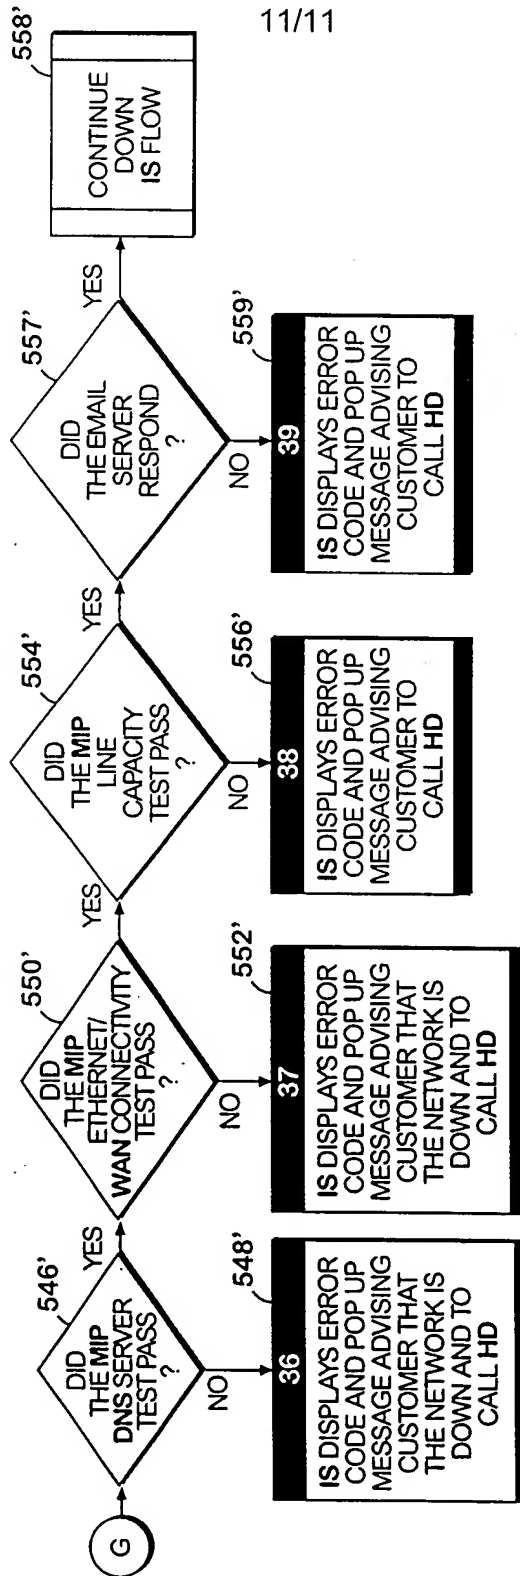 11/11
G
546'
DID
THE MIP
DNS SERVER
TEST PASS
?
YES
NO
548'
36
IS DISPLAYS ERROR
CODE AND POP UP
MESSAGE ADVISING
CUSTOMER THAT
THE NETWORK IS
DOWN AND TO
CALL HD
550'
DID
THE MIP
ETHERNET/
WAN CONNECTIVITY
TEST PASS
?
YES
NO
552'
37
IS DISPLAYS ERROR
CODE AND POP UP
MESSAGE ADVISING
CUSTOMER THAT
THE NETWORK IS
DOWN AND TO
CALL HD
554'
DID
THE MIP
LINE
CAPACITY
TEST PASS
?
YES
NO
556'
38
IS DISPLAYS ERROR
CODE AND POP UP
MESSAGE ADVISING
CUSTOMER TO
CALL HD
557'
DID
THE EMAIL
SERVER
RESPOND
?
YES
NO
559'
39
IS DISPLAYS ERROR
CODE AND POP UP
MESSAGE ADVISING
CUSTOMER TO
CALL HD
558'
CONTINUE
DOWN
IS FLOW